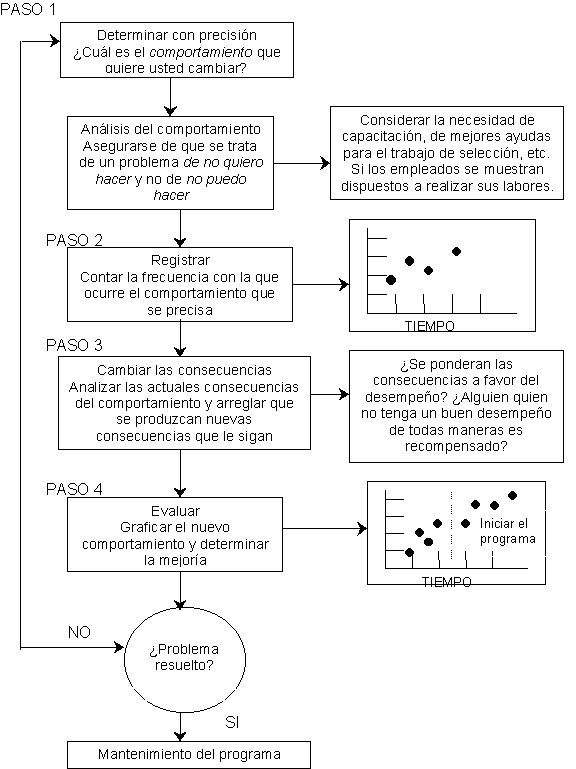 PASO 1
Determinar con precisión
¿Cuál es el comportamiento que
quiere usted cambiar?
Análisis del comportamiento
Asegurarse de que se trata
de un problema de no quiero
hacer y no de no puedo
hacer
Considerar la necesidad de
capacitación, de mejores ayudas
para el trabajo de selección, etc.
Si los empleados se muestran
dispuestos a realizar sus labores.
PASO 2
Registrar
Contar la frecuencia con la que
ocurre el comportamiento que
se precisa
TIEMPO
PASO 3
Cambiar las consecuencias
Analizar las actuales consecuencias
del comportamiento y arreglar que
se produzcan nuevas
consecuencias que le sigan
¿Se ponderan las
consecuencias a favor del
desempeño? ¿Alguien quien
no tenga un buen desempeño
de todas maneras es
recompensado?
PASO 4
Evaluar
Graficar el nuevo
comportamiento y determinar
la mejoría
Iniciar el
programa
TIEMPO
NO
¿Problema
resuelto?
SI
Mantenimiento del programa